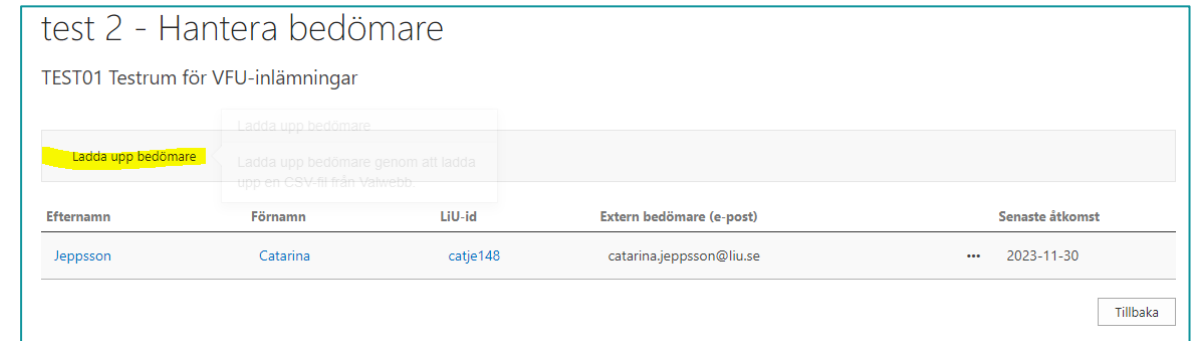 test 2 - Hantera bedömare
TEST01 Testrum för VFU-inlämningar
Ladda upp bedömare
Ladda upp bedömare
Ladda upp bedömare genom att ladda
upp en CSV-fil från Valwebb.
Efternamn Förnamn LiU-id Extern bedömare (e-post) Senaste åtkomst
Jeppsson Catarina catje148 catarina.jeppsson@liu.se ... 2023-11-30
Tillbaka